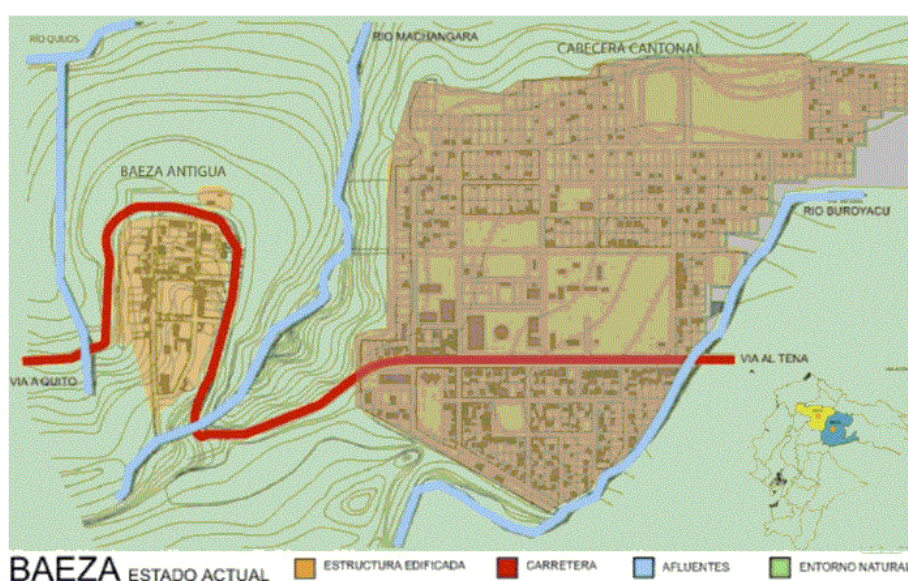 RÍO QUIJOS
RIO MACHANGARA
CABECERA CANTONAL
BAEZA ANTIGUA
RIO BUROYACU
VIA A QUITO
VIA AL TENA
BAEZA ESTADO ACTUAL
ESTRUCTURA EDIFICADA
CARRETERA
AFLUENTES
ENTORNO NATURAL